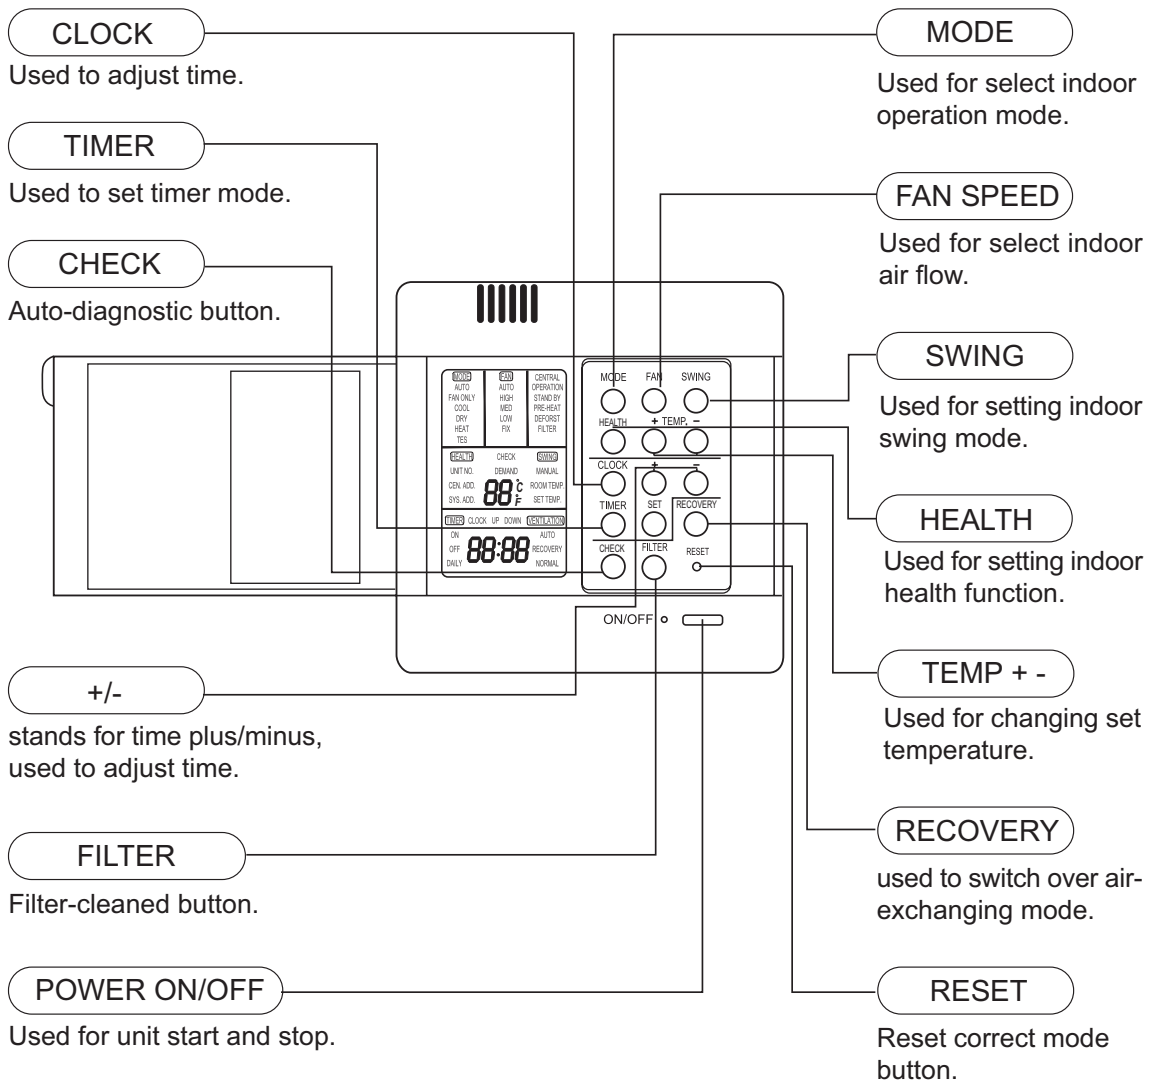 CLOCK
Used to adjust time.
TIMER
Used to set timer mode.
CHECK
Auto-diagnostic button.
+/-
stands for time plus/minus,
used to adjust time.
FILTER
Filter-cleaned button.
POWER ON/OFF
Used for unit start and stop.
MODE
AUTO
FAN ONLY
COOL
DRY
HEAT
TES
FAN
AUTO
HIGH
MED
LOW
FIX
CENTRAL
OPERATION
STAND BY
PRE-HEAT
DEFORST
FILTER
HEALTH CHECK SWING
UNIT NO. DEMAND MANUAL
CEN. ADD. 88 °C ROOM TEMP.
SYS. ADD. °F SET TEMP.
TIMER CLOCK UP DOWN VENTILATION
ON AUTO
OFF 88:88 RECOVERY
DAILY NORMAL
MODE FAN SWING
HEALTH + TEMP. −
CLOCK + −
TIMER SET RECOVERY
CHECK FILTER RESET
ON/OFF
MODE
Used for select indoor
operation mode.
FAN SPEED
Used for select indoor
air flow.
SWING
Used for setting indoor
swing mode.
HEALTH
Used for setting indoor
health function.
TEMP + -
Used for changing set
temperature.
RECOVERY
used to switch over air-
exchanging mode.
RESET
Reset correct mode
button.